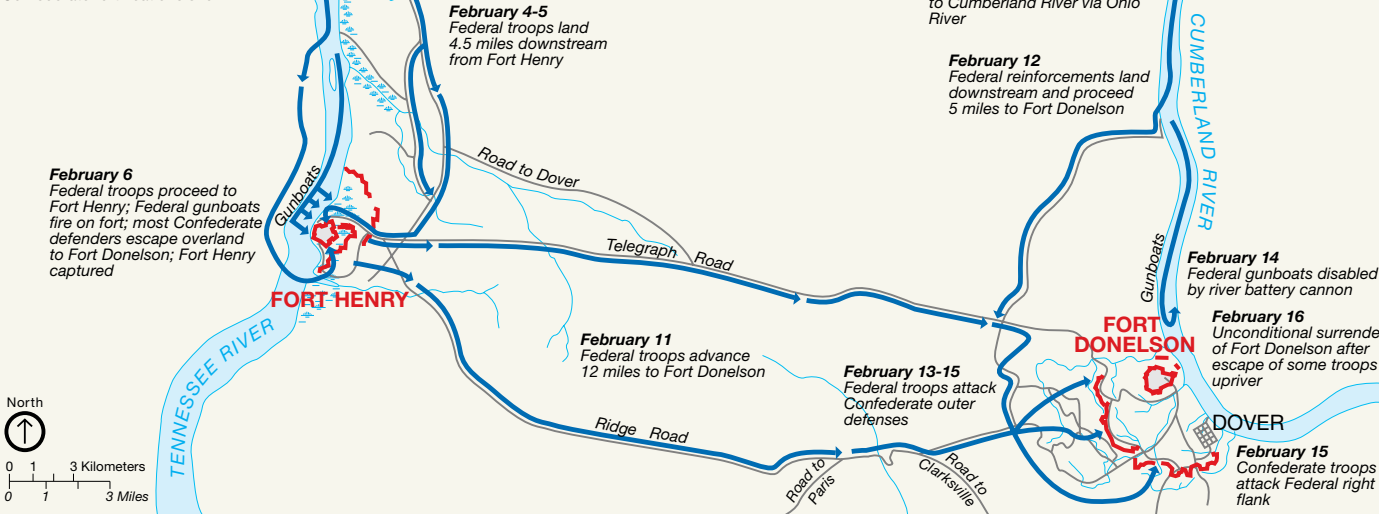 February 4-5
Federal troops land
4.5 miles downstream
from Fort Henry
to Cumberland River via Ohio
River
February 12
Federal reinforcements land
downstream and proceed
5 miles to Fort Donelson
CUMBERLAND RIVER
February 6
Federal troops proceed to
Fort Henry; Federal gunboats
fire on fort; most Confederate
defenders escape overland
to Fort Donelson; Fort Henry
captured
Gunboats
Road to Dover
Telegraph Road
Gunboats
February 14
Federal gunboats disabled
by river battery cannon
FORT HENRY
TENNESSEE RIVER
February 11
Federal troops advance
12 miles to Fort Donelson
FORT
DONELSON
February 16
Unconditional surrende
of Fort Donelson after
escape of some troops
upriver
February 13-15
Federal troops attack
Confederate outer
defenses
North
Ridge Road
DOVER
Road to
Paris
Road to
Clarksville
February 15
Confederate troops
attack Federal right
flank
0 1 3 Kilometers
0 1 3 Miles